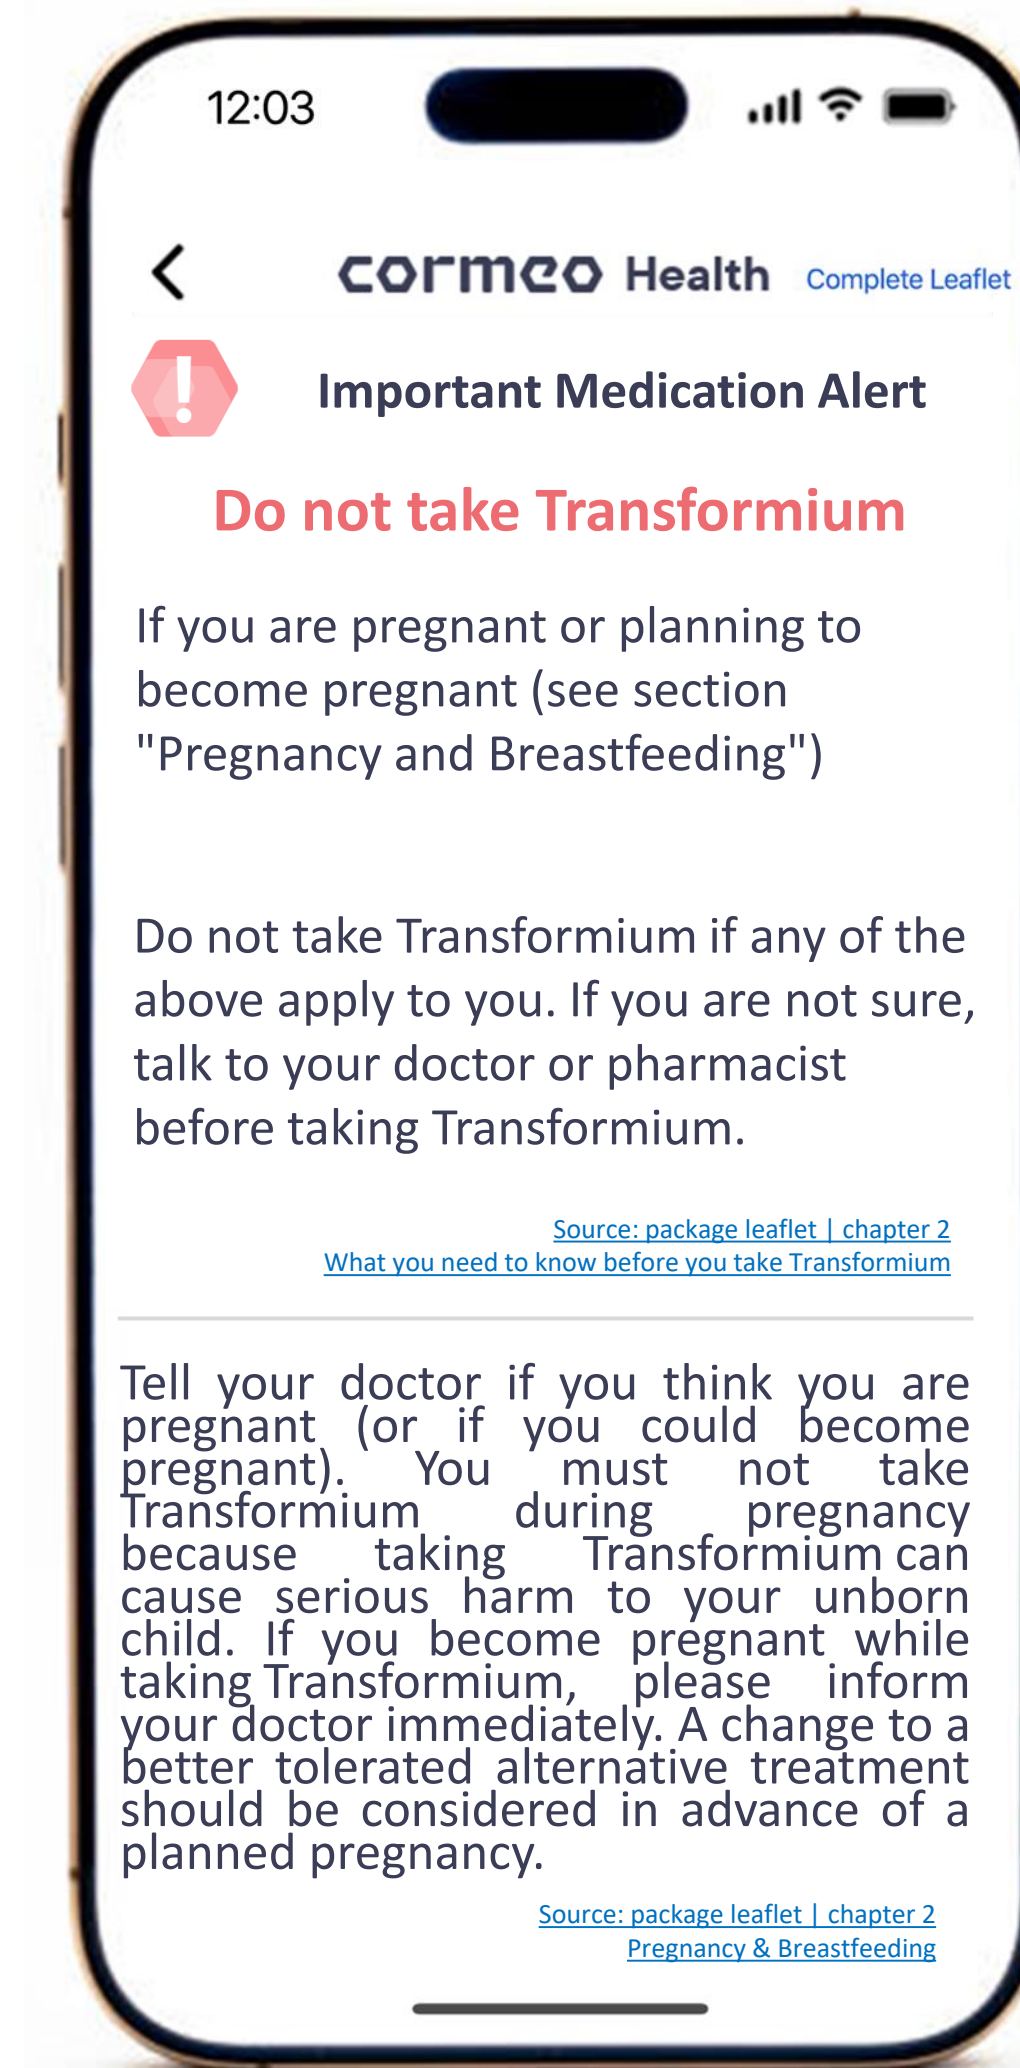 12:03
cormeo Health Complete Leaflet
!
Important Medication Alert
Do not take Transformium
If you are pregnant or planning to
become pregnant (see section
"Pregnancy and Breastfeeding")
Do not take Transformium if any of the
above apply to you. If you are not sure,
talk to your doctor or pharmacist
before taking Transformium.
Source: package leaflet | chapter 2
What you need to know before you take Transformium
Tell your doctor if you think you are
pregnant (or if you could become
pregnant). You must not take
Transformium during pregnancy
because taking Transformium can
cause serious harm to your unborn
child. If you become pregnant while
taking Transformium, please inform
your doctor immediately. A change to a
better tolerated alternative treatment
should be considered in advance of a
planned pregnancy.
Source: package leaflet | chapter 2
Pregnancy & Breastfeeding